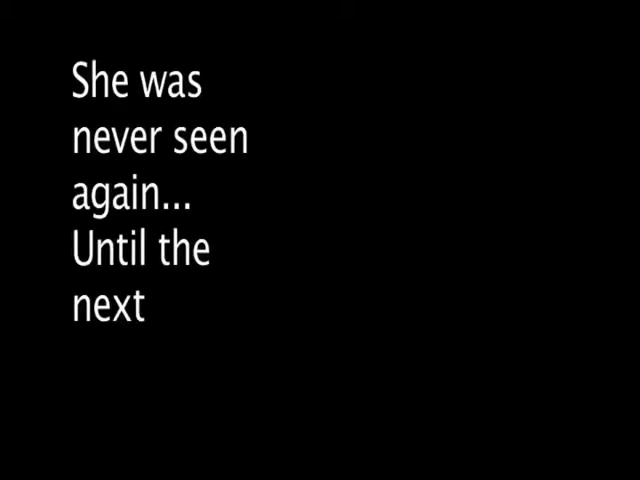 She was
never seen
again...
Until the
next